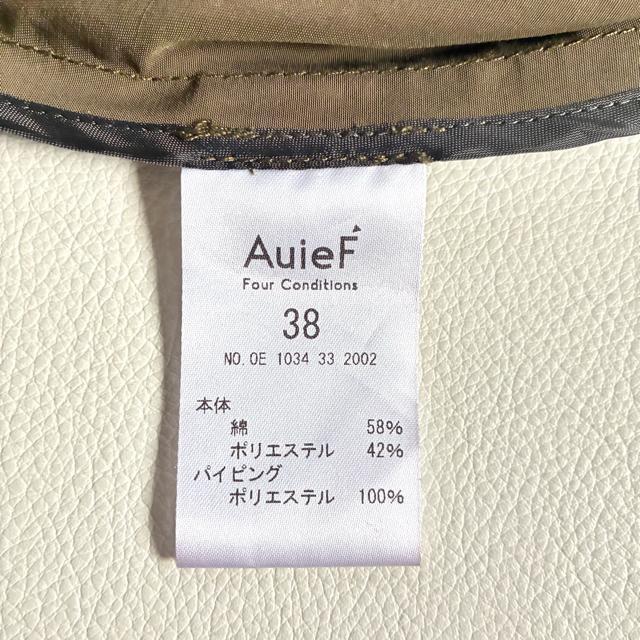 AuieF
Four Conditions
38
NO.OE 1034 33 2002
本体
綿 58%
ポリエステル 42%
パイピング
ポリエステル 100%